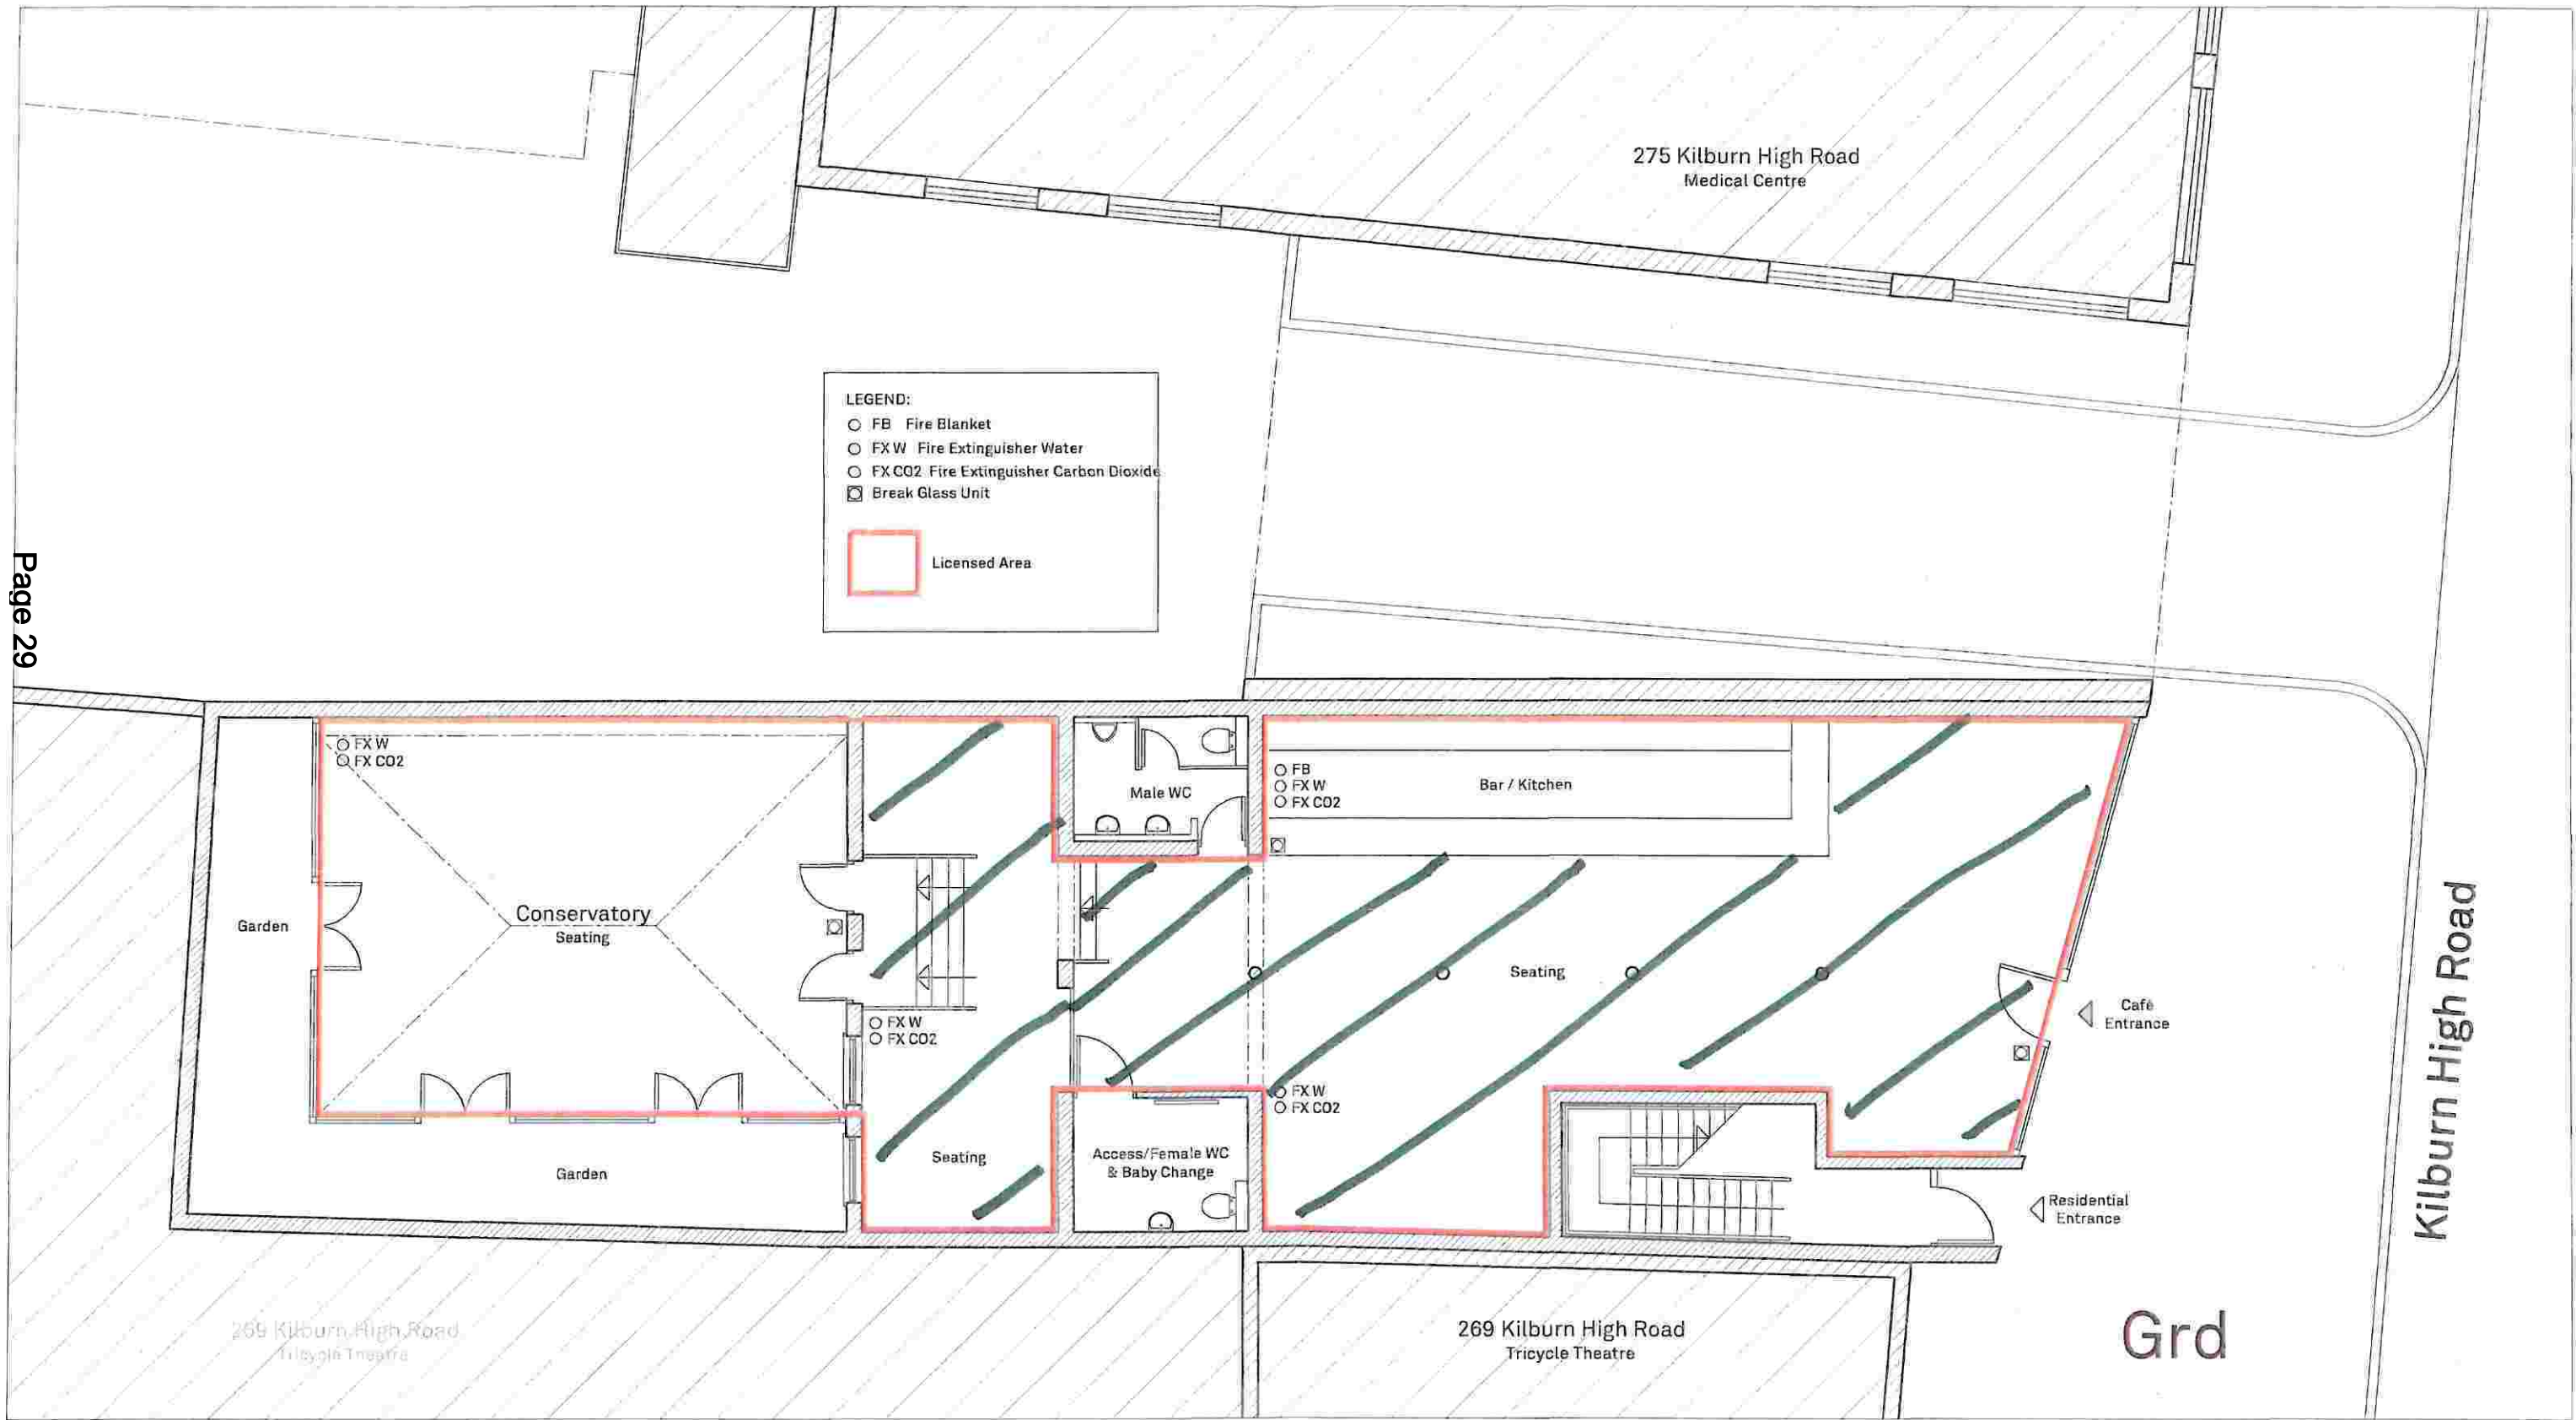 275 Kilburn High Road
Medical Centre
LEGEND:
FB Fire Blanket
FX W Fire Extinguisher Water
FX CO2 Fire Extinguisher Carbon Dioxide
Break Glass Unit
Licensed Area
Page 29
FX W
FX CO2
Male WC
FB
FX W
FX CO2
Bar / Kitchen
Garden
Conservatory
Seating
Seating
Café
Entrance
FX W
FX CO2
FX W
FX CO2
Seating
Access/Female WC
& Baby Change
Garden
Residential
Entrance
Kilburn High Road
269 Kilburn High Road
Tricycle Theatre
269 Kilburn High Road
Tricycle Theatre
Grd